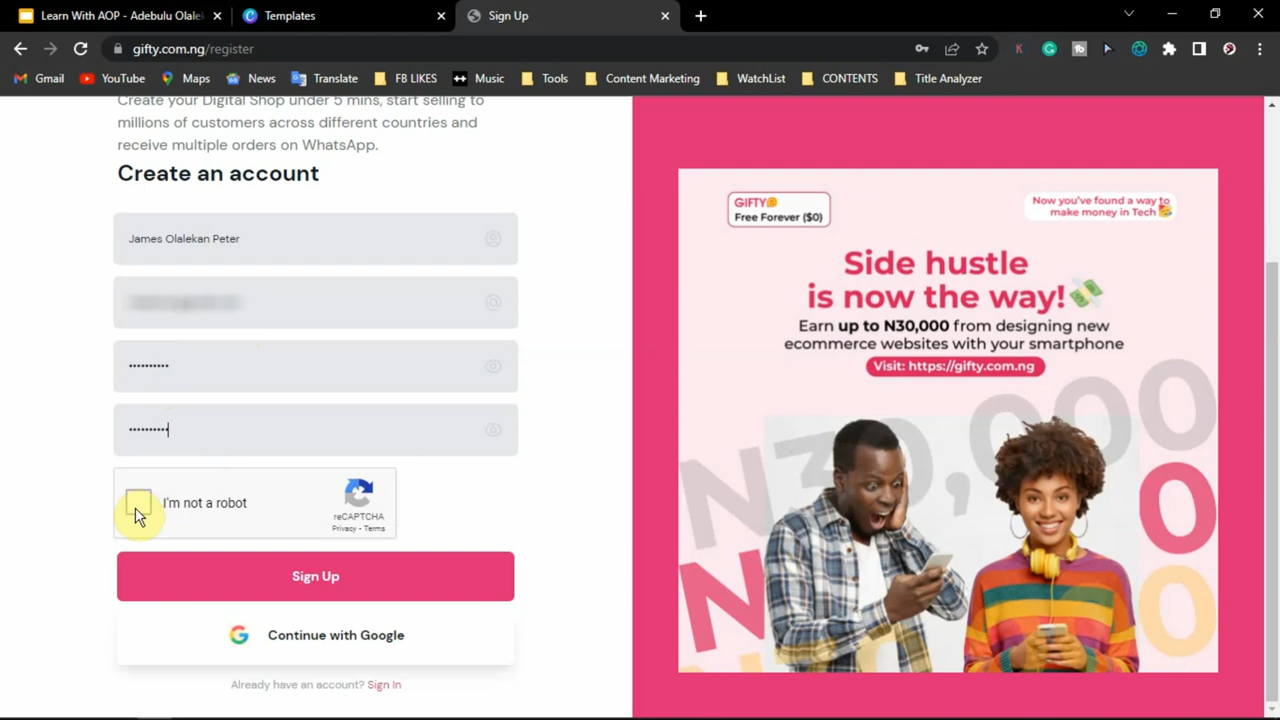 Learn With AOP - Adebulu Olalek
Templates
Sign Up
gifty.com.ng/register
Gmail
YouTube
Maps
News
Translate
FB LIKES
Music
Tools
Content Marketing
WatchList
CONTENTS
Title Analyzer
Create your Digital Shop under 5 mins, start selling to
millions of customers across different countries and
receive multiple orders on WhatsApp.
Create an account
James Olalekan Peter
I'm not a robot
reCAPTCHA
Privacy - Terms
Sign Up
Continue with Google
Already have an account? Sign In
GIFTY
Free Forever ($0)
Now you've found a way to
make money in Tech
Side hustle
is now the way!
Earn up to N30,000 from designing new
ecommerce websites with your smartphone
Visit: https://gifty.com.ng
N30,000